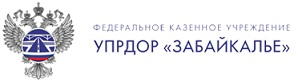 ФЕДЕРАЛЬНОЕ КАЗЕННОЕ УЧРЕЖДЕНИЕ
УПРДОР «ЗАБАЙКАЛЬЕ»